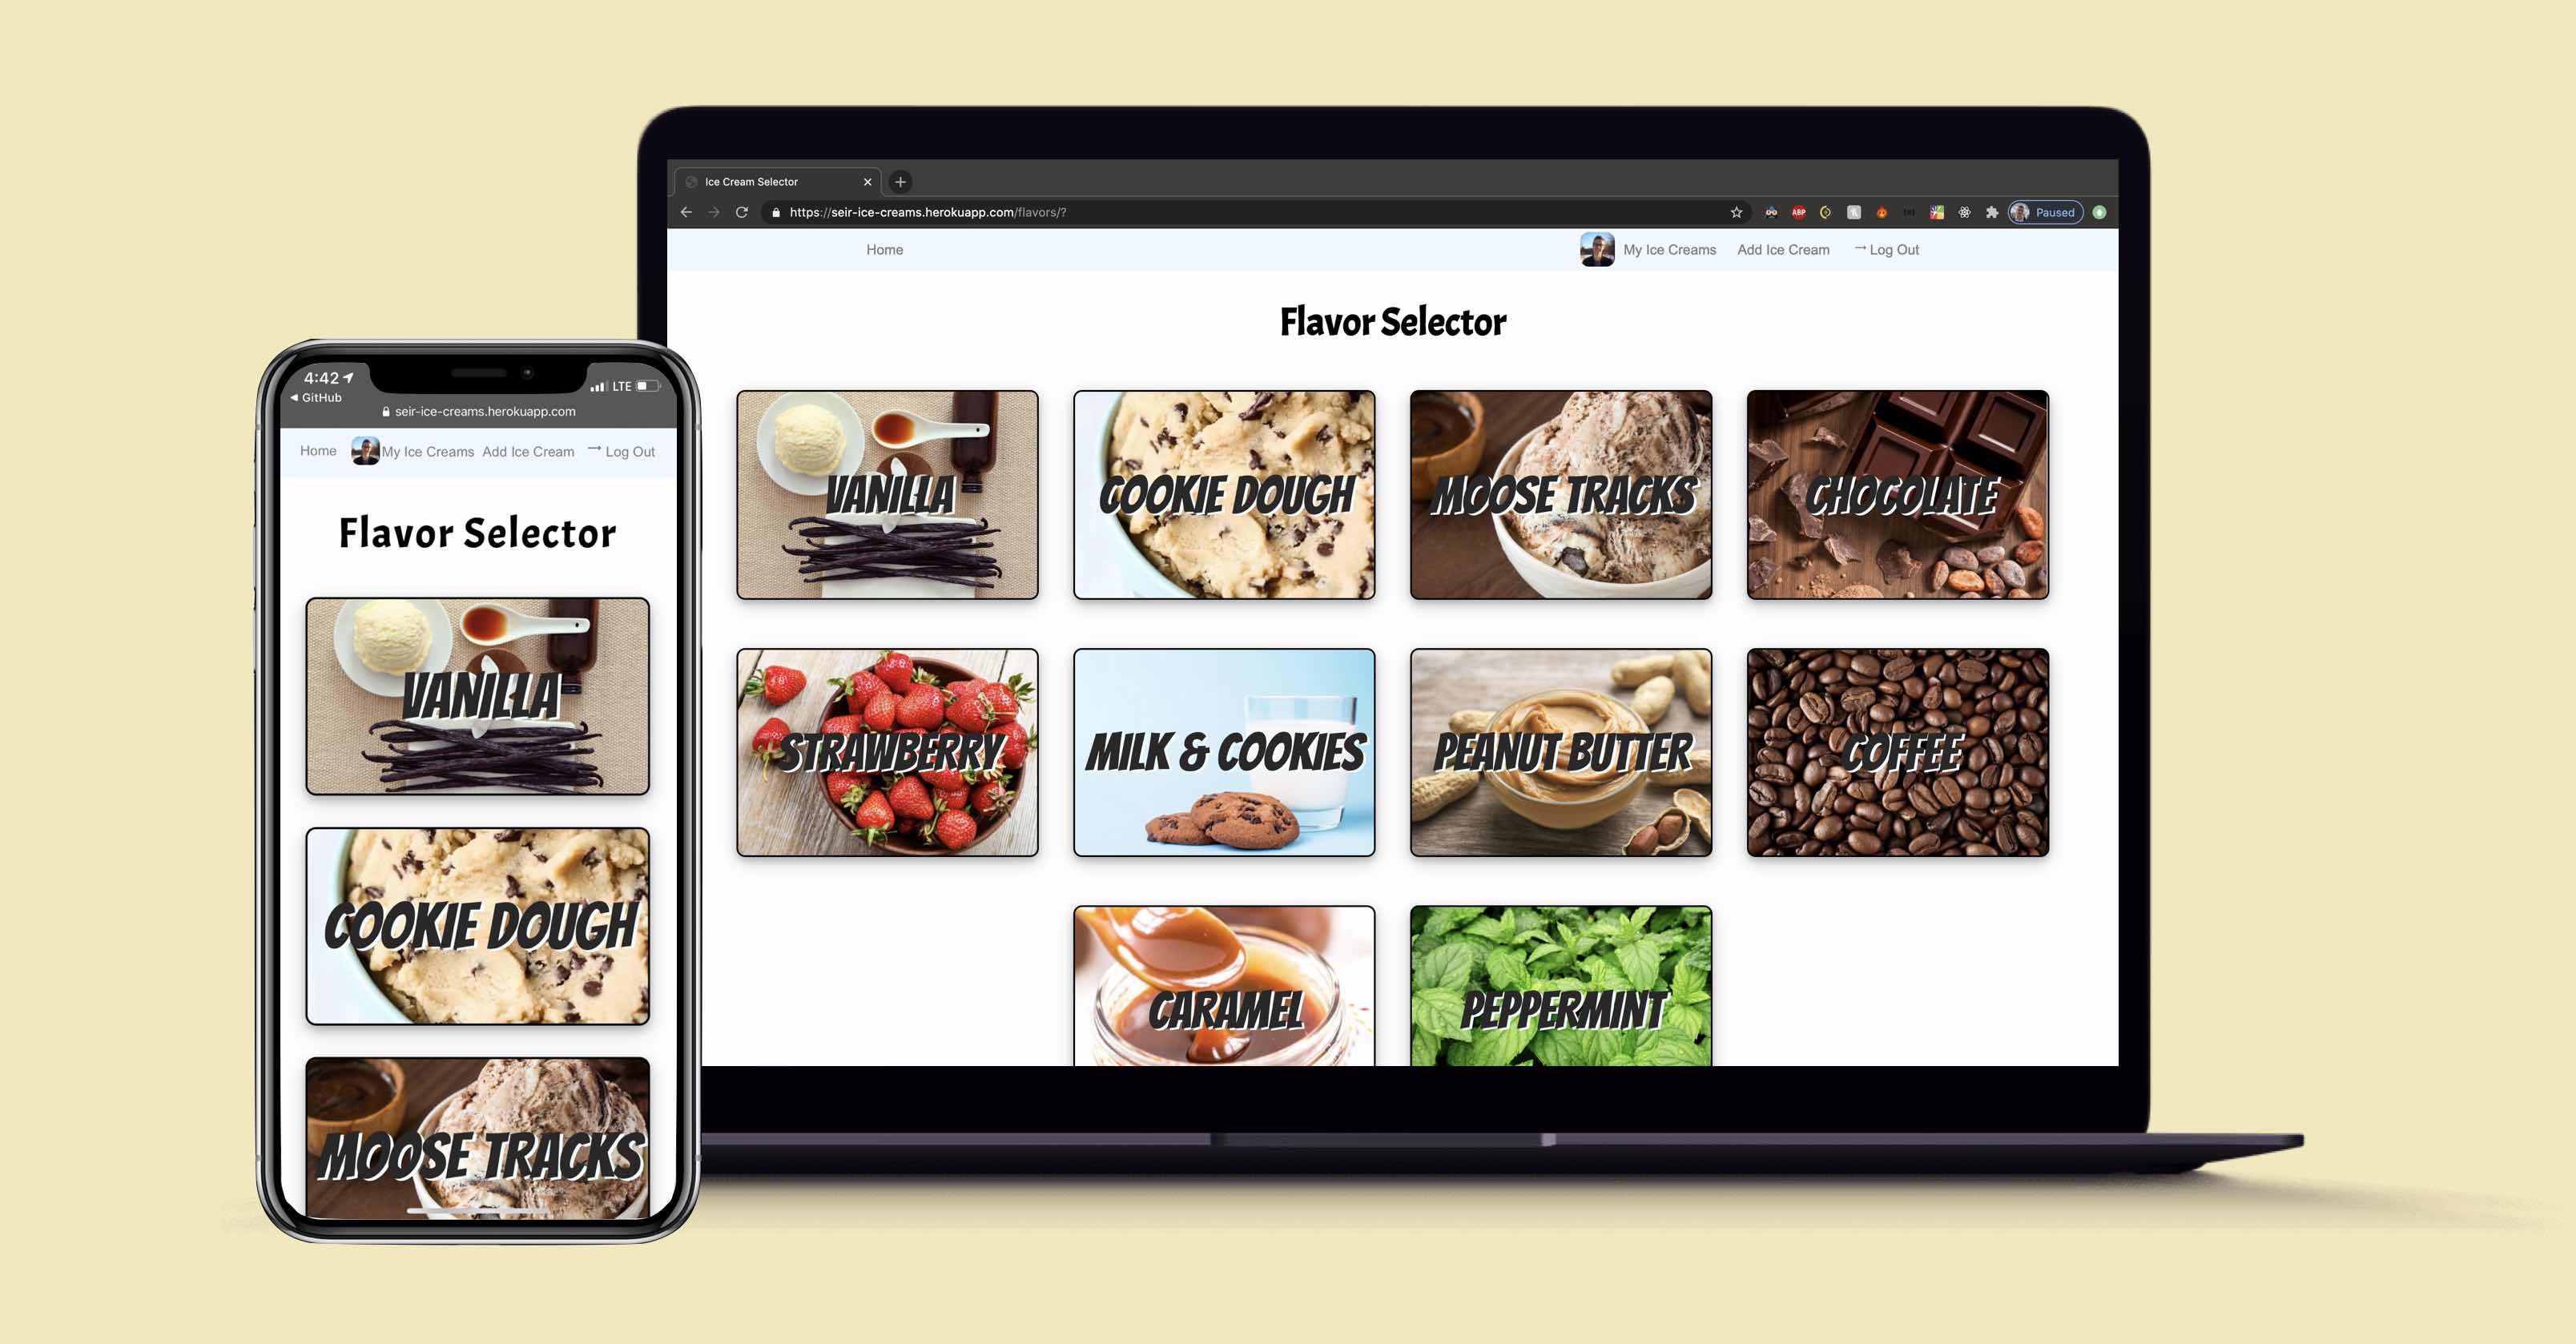 Ice Cream Selector
https://seir-ice-creams.herokuapp.com/flavors/?
ABP
Paused
Home My Ice Creams Add Ice Cream → Log Out
Flavor Selector
VANILLA COOKIE DOUGH MOOSE TRACKS CHOCOLATE
STRAWBERRY MILK & COOKIES PEANUT BUTTER COFFEE
CARAMEL PEPPERMINT
4:42 LTE
◀ GitHub
seir-ice-creams.herokuapp.com
Home My Ice Creams Add Ice Cream → Log Out
Flavor Selector
VANILLA
COOKIE DOUGH
MOOSE TRACKS